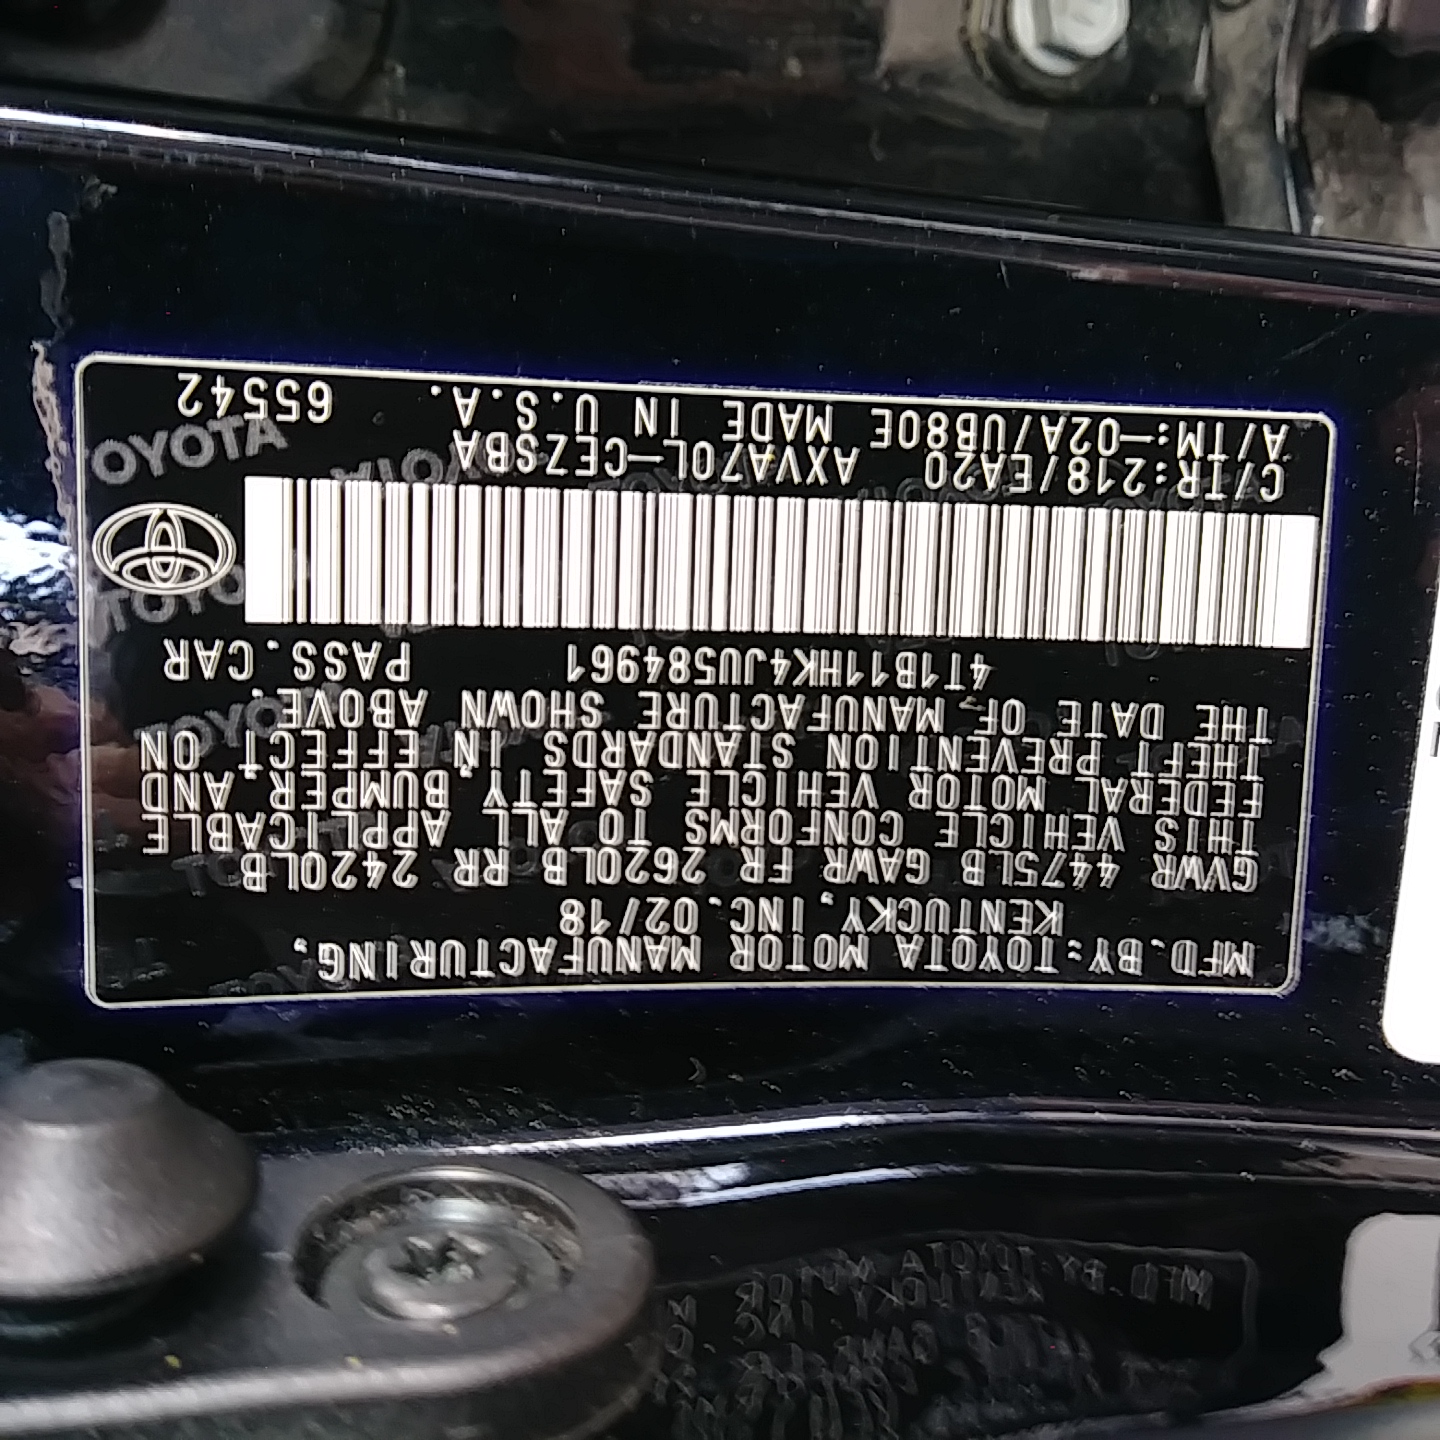 MFD.BY:TOYOTA MOTOR MANUFACTURING,
KENTUCKY,INC.02/18
GVWR 4475LB GAWR FR 2620LB RR 2420LB
THIS VEHICLE CONFORMS TO ALL APPLICABLE
FEDERAL MOTOR VEHICLE SAFETY,BUMPER,AND
THEFT PREVENTION STANDARDS IN EFFECT ON
THE DATE OF MANUFACTURE SHOWN ABOVE.
4T1B11HK4JU584961 PASS.CAR
C/TR:218/EA20 AXVA70L-CEZSBA
A/TM:-02A/UB80E MADE IN U.S.A. 65542